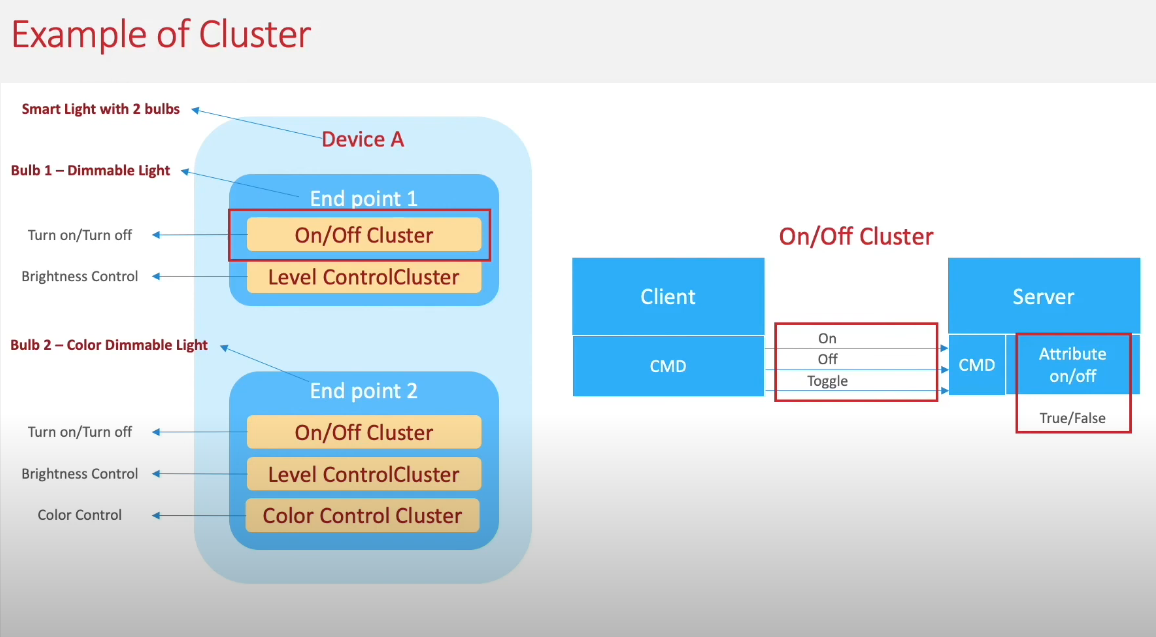 Example of Cluster
Smart Light with 2 bulbs
Device A
Bulb 1 – Dimmable Light
End point 1
Turn on/Turn off
On/Off Cluster
Brightness Control
Level ControlCluster
Bulb 2 – Color Dimmable Light
End point 2
Turn on/Turn off
On/Off Cluster
Brightness Control
Level ControlCluster
Color Control
Color Control Cluster
On/Off Cluster
Client
Server
CMD
On
Off
Toggle
CMD
Attribute
on/off
True/False